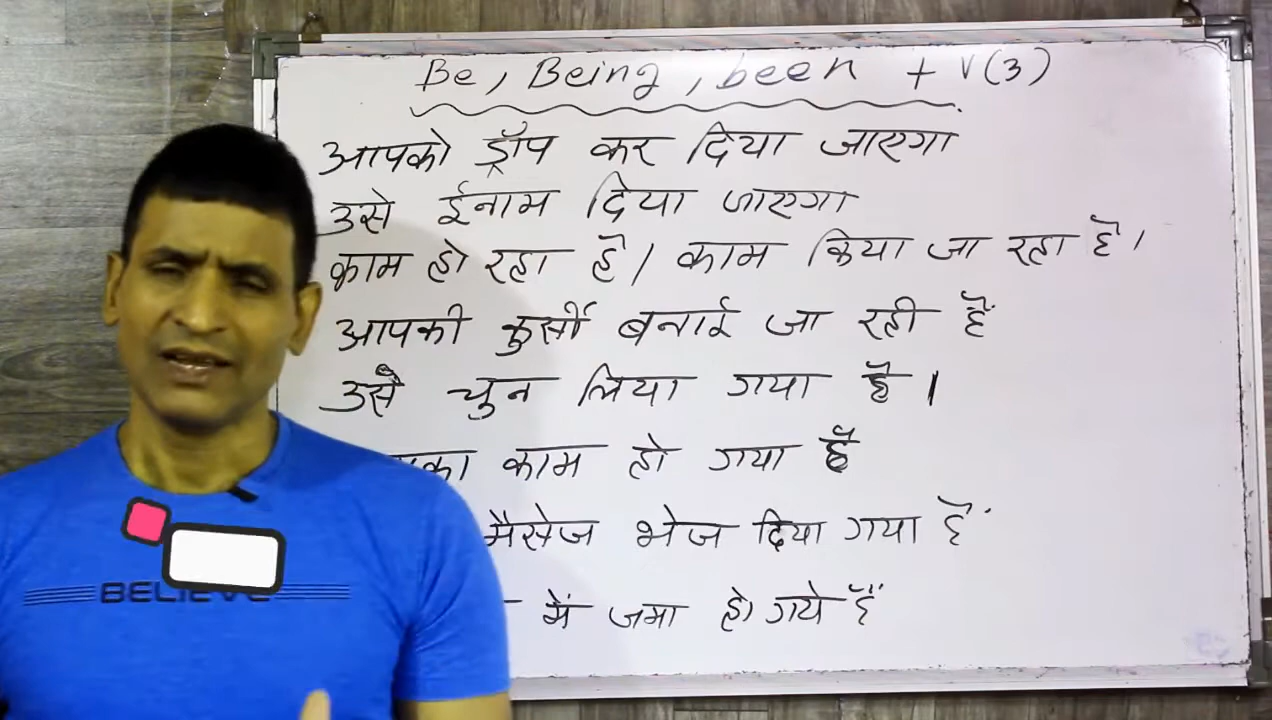 Be, Being, been + V(3)
आपको ड्रॉप कर दिया जाएगा
उसे ईनाम दिया जाएगा
काम हो रहा है। काम किया जा रहा है।
आपकी कुर्सी बनाई जा रही है
उसे चुन लिया गया है।
काम हो गया है
मैसेज भेज दिया गया है
में जमा हो गये हैं
BELIEVE